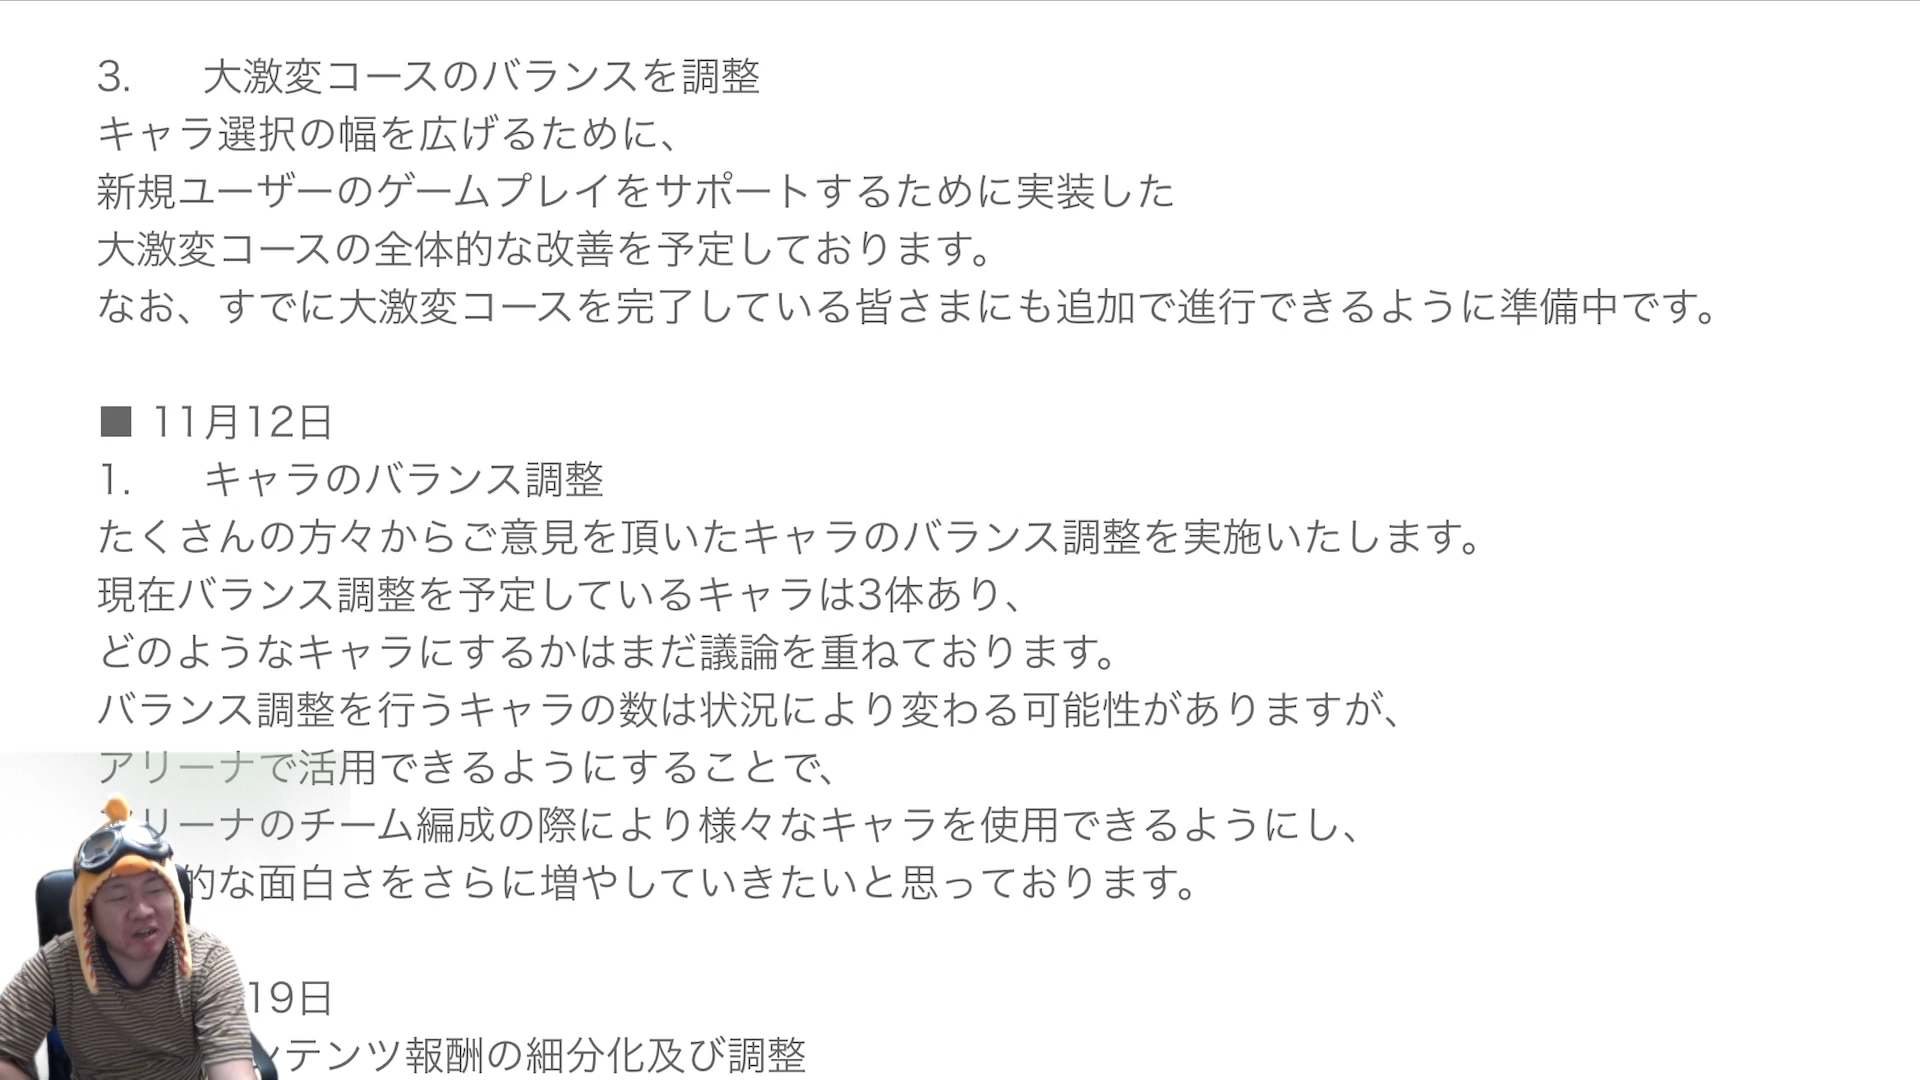 3. 大激変コースのバランスを調整
キャラ選択の幅を広げるために、
新規ユーザーのゲームプレイをサポートするために実装した
大激変コースの全体的な改善を予定しております。
なお、すでに大激変コースを完了している皆さまにも追加で進行できるように準備中です。
■ 11月12日
1. キャラのバランス調整
たくさんの方々からご意見を頂いたキャラのバランス調整を実施いたします。
現在バランス調整を予定しているキャラは3体あり、
どのようなキャラにするかはまだ議論を重ねております。
バランス調整を行うキャラの数は状況により変わる可能性がありますが、
アリーナで活用できるようにすることで、
リーナのチーム編成の際により様々なキャラを使用できるようにし、
的な面白さをさらに増やしていきたいと思っております。
19日
ンテンツ報酬の細分化及び調整